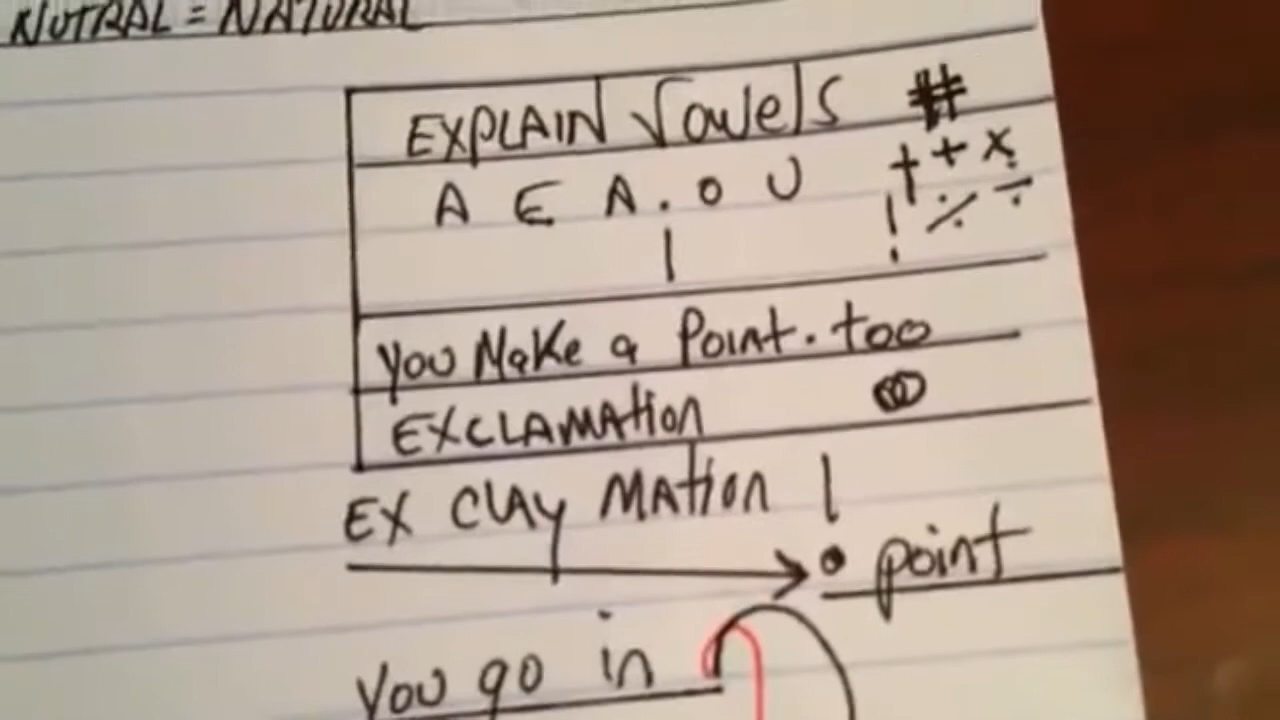 NUTRAL = NATURAL
EXPLAIN Vowels #
A E A . O U † + × 
| ! ⁒ ÷
You Make a Point. too
EXCLAMATION
EX CLAY MATION !
point
You go in